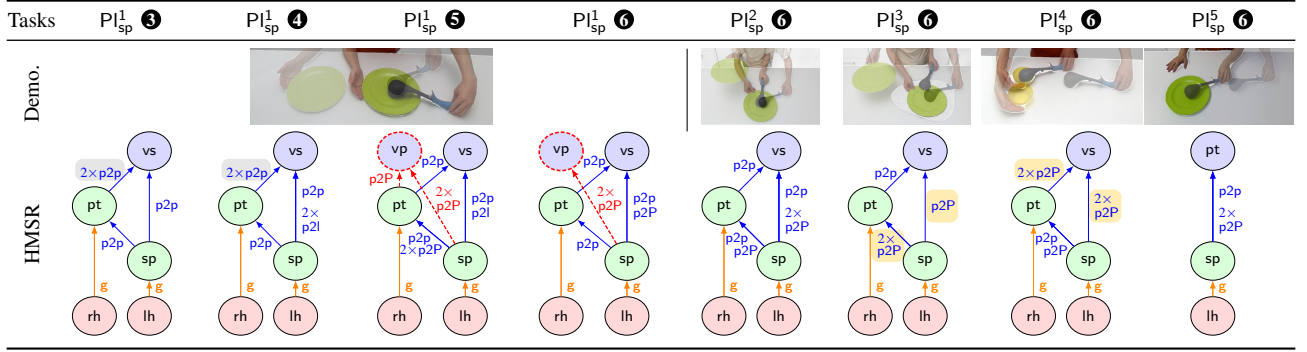 Tasks PI¹sp ❸ PI¹sp ❹ PI¹sp ❺ PI¹sp ❻ PI²sp ❻ PI³sp ❻ PI⁴sp ❻ PI⁵sp ❻
Demo.
HMSR
vs
2×p2p
pt
p2p
p2p
sp
g
g
rh
lh
vs
2×p2p
pt
p2p
2×
p2l
p2p
sp
g
g
rh
lh
vp
vs
p2p
p2P
pt
2×
p2P
p2p
p2l
p2p
2×p2P
sp
g
g
rh
lh
vp
vs
p2p
pt
2×
p2P
p2p
p2P
p2p
sp
g
g
rh
lh
vs
p2p
pt
p2p
2×
p2P
p2p
p2P
sp
g
g
rh
lh
vs
p2p
pt
p2P
2×
p2P
sp
g
g
rh
lh
vs
2×p2P
pt
2×
p2P
p2p
p2P
sp
g
g
rh
lh
pt
p2p
2×
p2P
sp
g
lh